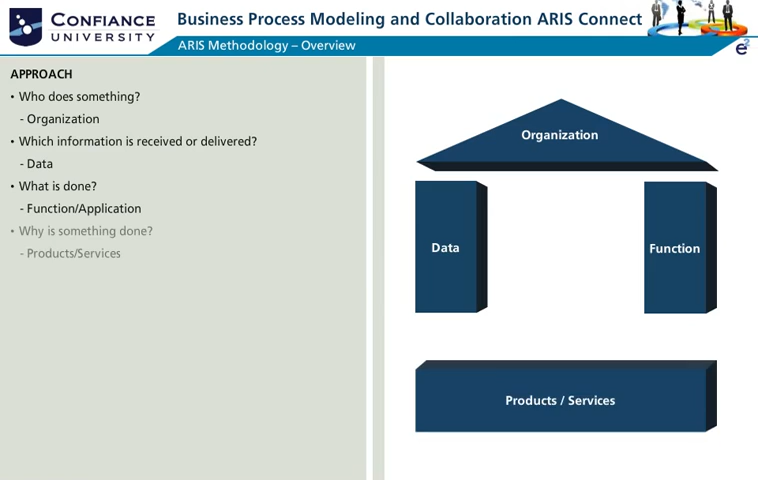 CONFIANCE
UNIVERSITY
Business Process Modeling and Collaboration ARIS Connect
ARIS Methodology – Overview
e²
APPROACH
• Who does something?
- Organization
• Which information is received or delivered?
- Data
• What is done?
- Function/Application
• Why is something done?
- Products/Services
Organization
Data
Function
Products / Services